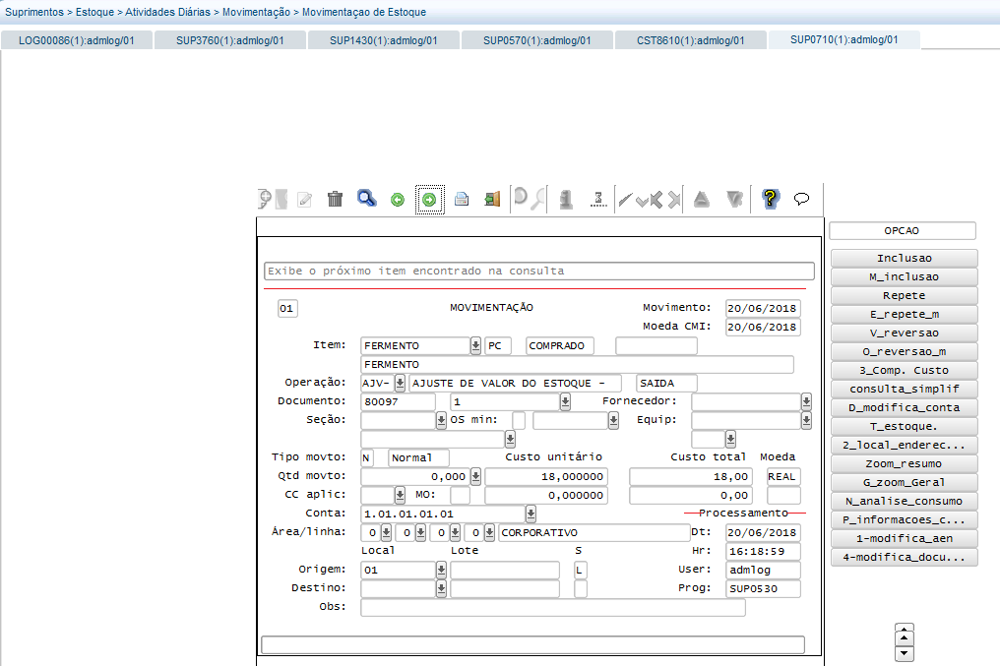 Suprimentos > Estoque > Atividades Diárias > Movimentação > Movimentaçao de Estoque
LOG00086(1):admlog/01 SUP3760(1):admlog/01 SUP1430(1):admlog/01 SUP0570(1):admlog/01 CST8610(1):admlog/01 SUP0710(1):admlog/01
OPCAO
Exibe o próximo item encontrado na consulta
01 MOVIMENTAÇÃO Movimento: 20/06/2018
Moeda CMI: 20/06/2018
Item: FERMENTO PC COMPRADO
FERMENTO
Operação: AJV- AJUSTE DE VALOR DO ESTOQUE - SAIDA
Documento: 80097 1 Fornecedor:
Seção: OS min: Equip:
Tipo movto: N Normal Custo unitário Custo total Moeda
Qtd movto: 0,000 18,000000 18,00 REAL
CC aplic: MO: 0,000000 0,00
Conta: 1.01.01.01.01 Processamento
Área/linha: 0 0 0 0 CORPORATIVO Dt: 20/06/2018
Local Lote S Hr: 16:18:59
Origem: 01 L User: admlog
Destino: Prog: SUP0530
Obs:
Inclusao
M_inclusao
Repete
E_repete_m
V_reversao
O_reversao_m
3_Comp. Custo
consUlta_simplif
D_modifica_conta
T_estoque.
2_local_enderec...
Zoom_resumo
G_zoom_Geral
N_analise_consumo
P_informacoes_c...
1-modifica_aen
4-modifica_docu...